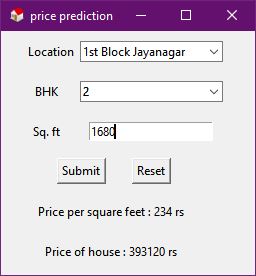 price prediction
Location 1st Block Jayanagar
BHK 2
Sq. ft 1680
Submit Reset
Price per square feet : 234 rs
Price of house : 393120 rs